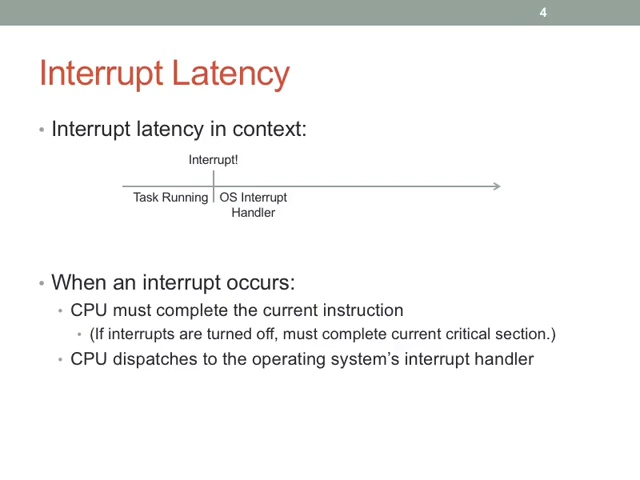 4
Interrupt Latency
• Interrupt latency in context:
Interrupt!
Task Running
OS Interrupt
Handler
• When an interrupt occurs:
• CPU must complete the current instruction
• (If interrupts are turned off, must complete current critical section.)
• CPU dispatches to the operating system’s interrupt handler